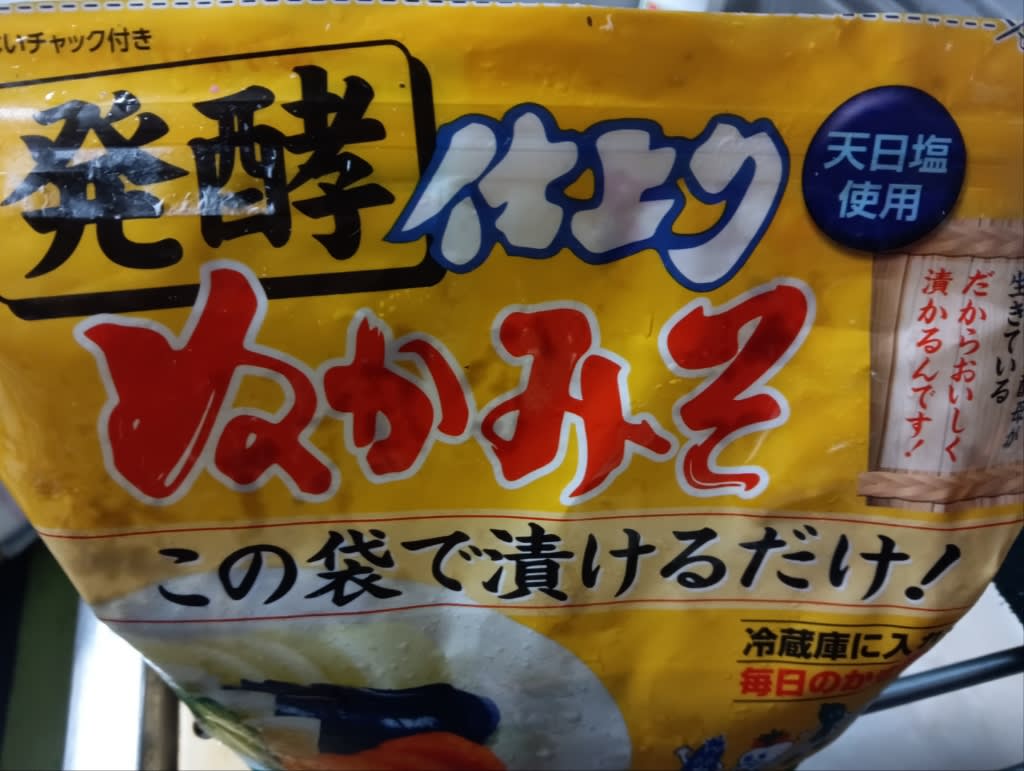 チャック付き
発酵仕込み
天日塩
使用
ぬかみそ
生きている
だからおいしく
漬かるんです!
この袋で漬けるだけ!
冷蔵庫に入
毎日のか